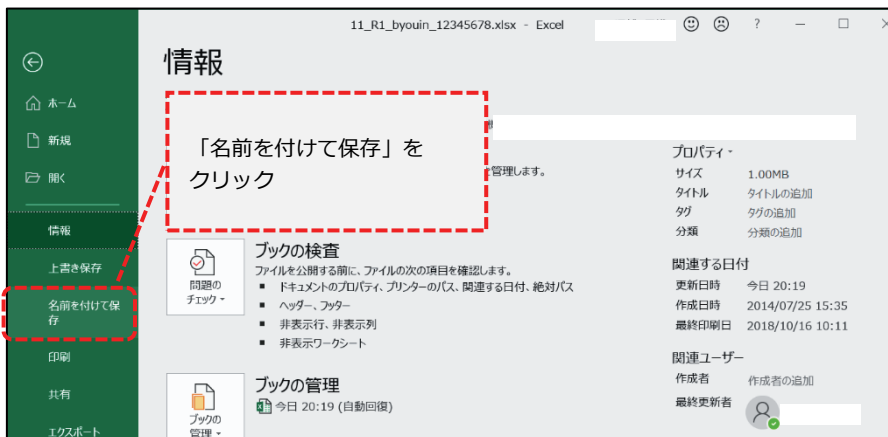 11_R1_byouin_12345678.xlsx - Excel
?
情報
ホーム
新規
開く
情報
上書き保存
名前を付けて保
存
印刷
共有
エクスポート
「名前を付けて保存」を
クリック
管理します。
問題の
チェック
ブックの検査
ファイルを公開する前に、ファイルの次の項目を確認します。
■ ドキュメントのプロパティ、プリンターのパス、関連する日付、絶対パス
■ ヘッダー、フッター
■ 非表示行、非表示列
■ 非表示ワークシート
ブックの
管理
ブックの管理
今日 20:19 (自動回復)
プロパティ
サイズ 1.00MB
タイトル タイトルの追加
タグ タグの追加
分類 分類の追加
関連する日付
更新日時 今日 20:19
作成日時 2014/07/25 15:35
最終印刷日 2018/10/16 10:11
関連ユーザー
作成者 作成者の追加
最終更新者